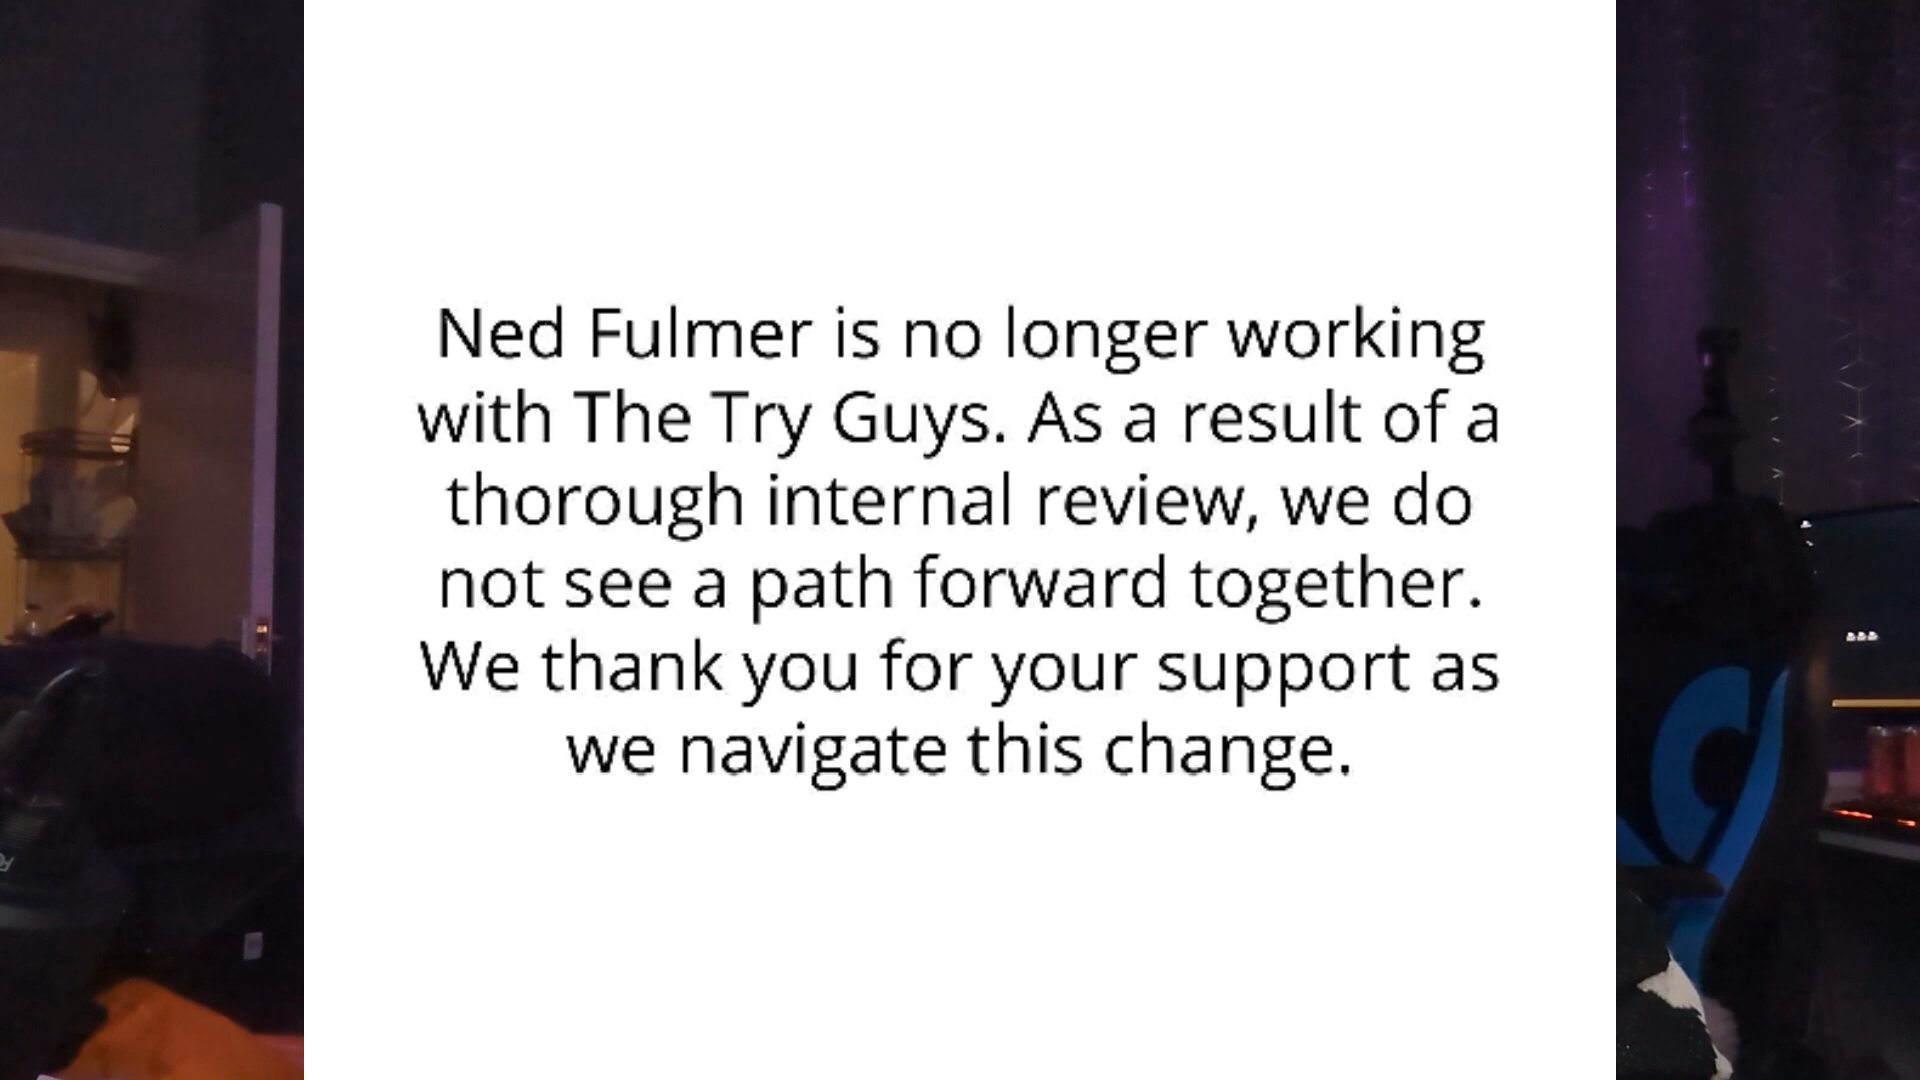 Ned Fulmer is no longer working
with The Try Guys. As a result of a
thorough internal review, we do
not see a path forward together.
We thank you for your support as
we navigate this change.